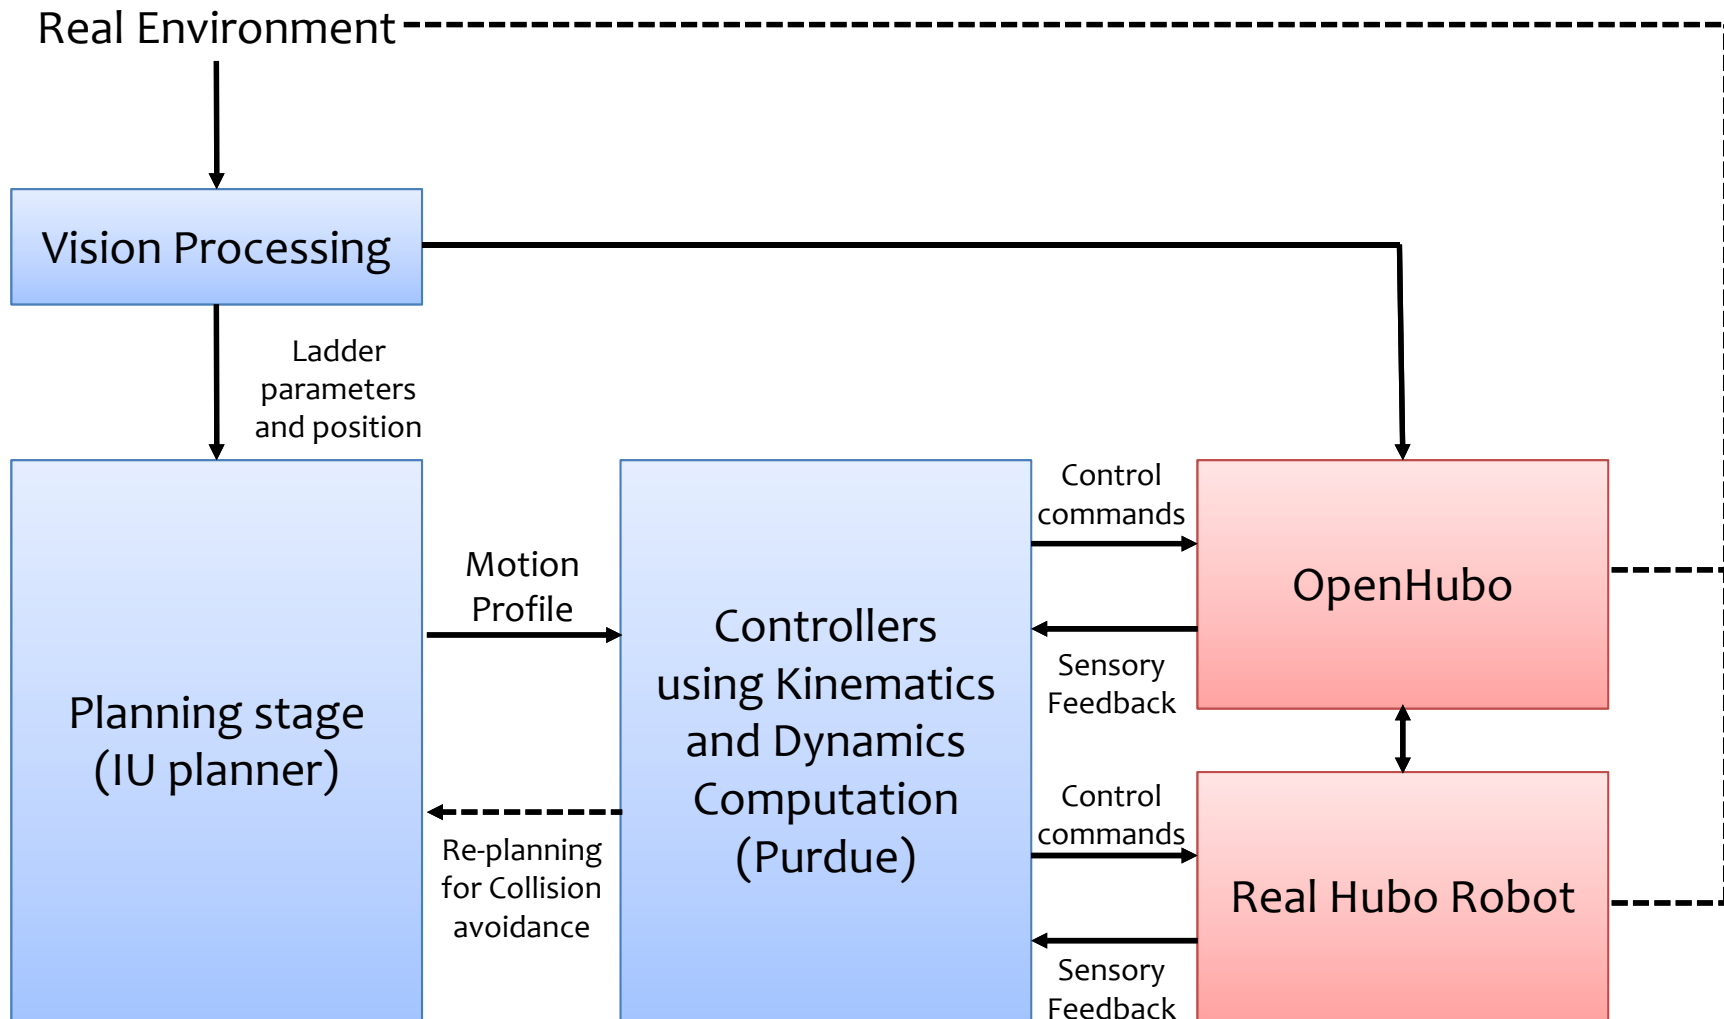 Real Environment
Vision Processing
Ladder
parameters
and position
Planning stage
(IU planner)
Motion
Profile
Re-planning
for Collision
avoidance
Controllers
using Kinematics
and Dynamics
Computation
(Purdue)
Control
commands
Sensory
Feedback
OpenHubo
Control
commands
Sensory
Feedback
Real Hubo Robot